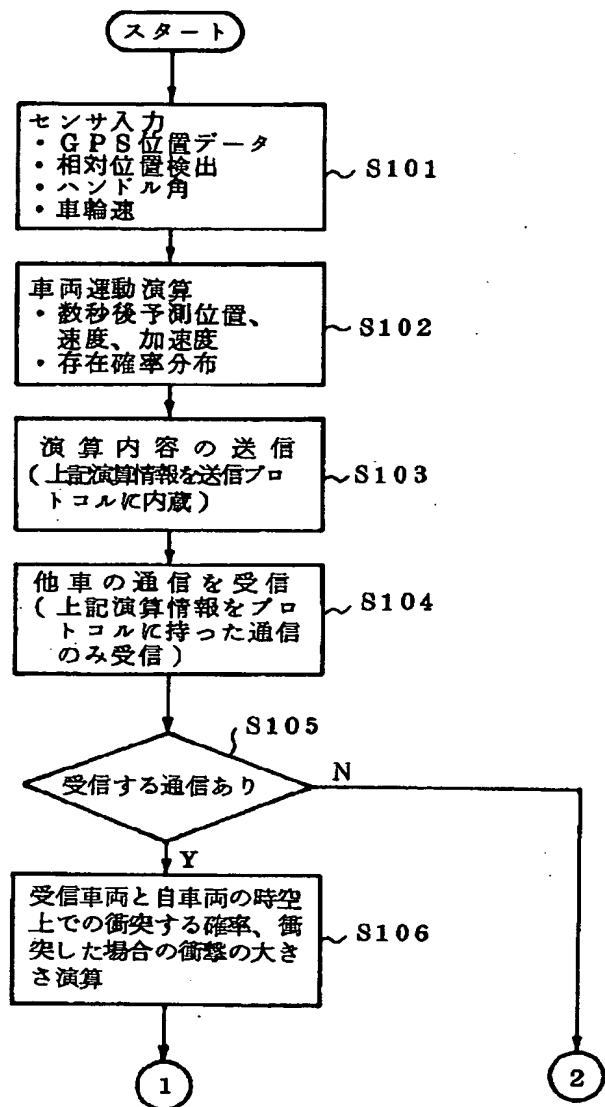 スタート
センサ入力
・GPS位置データ
・相対位置検出
・ハンドル角
・車輪速
S101
車両運動演算
・数秒後予測位置、
速度、加速度
・存在確率分布
S102
演算内容の送信
(上記演算情報を送信プロ
トコルに内蔵)
S103
他車の通信を受信
(上記演算情報をプロ
トコルに持った通信
のみ受信)
S104
S105
受信する通信あり
N
Y
受信車両と自車両の時空
上での衝突する確率、衝
突した場合の衝撃の大き
さ演算
S106
1
2